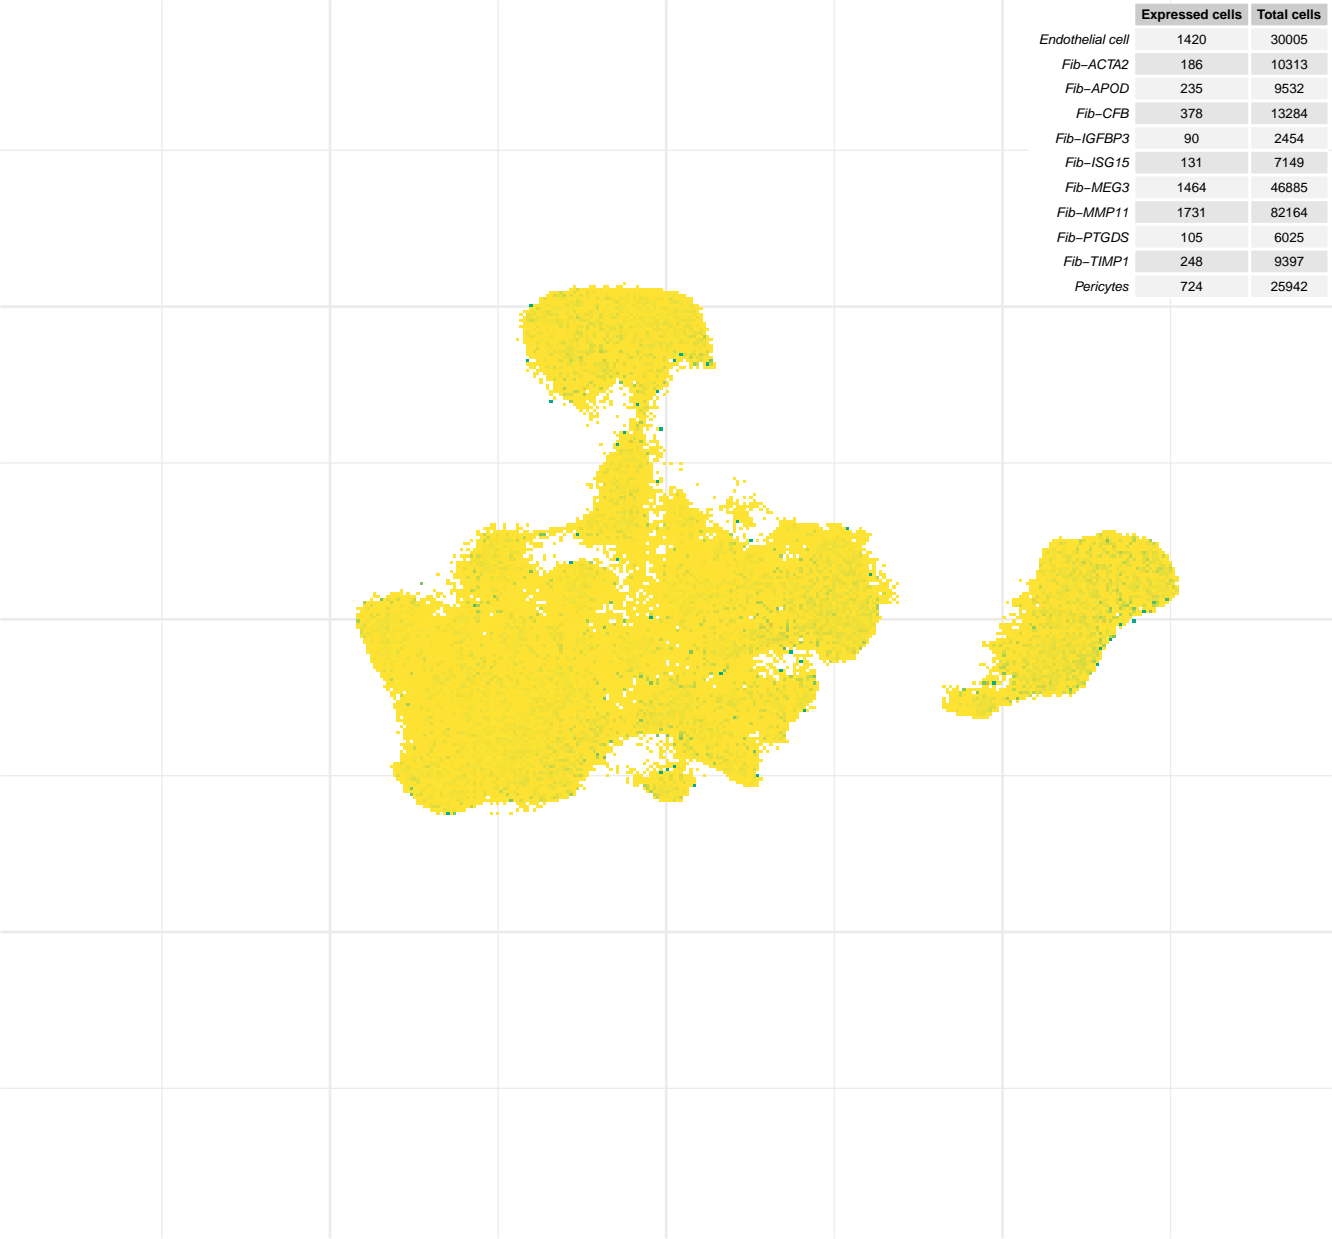 Expressed cells Total cells
Endothelial cell 1420 30005
Fib−ACTA2 186 10313
Fib−APOD 235 9532
Fib−CFB 378 13284
Fib−IGFBP3 90 2454
Fib−ISG15 131 7149
Fib−MEG3 1464 46885
Fib−MMP11 1731 82164
Fib−PTGDS 105 6025
Fib−TIMP1 248 9397
Pericytes 724 25942